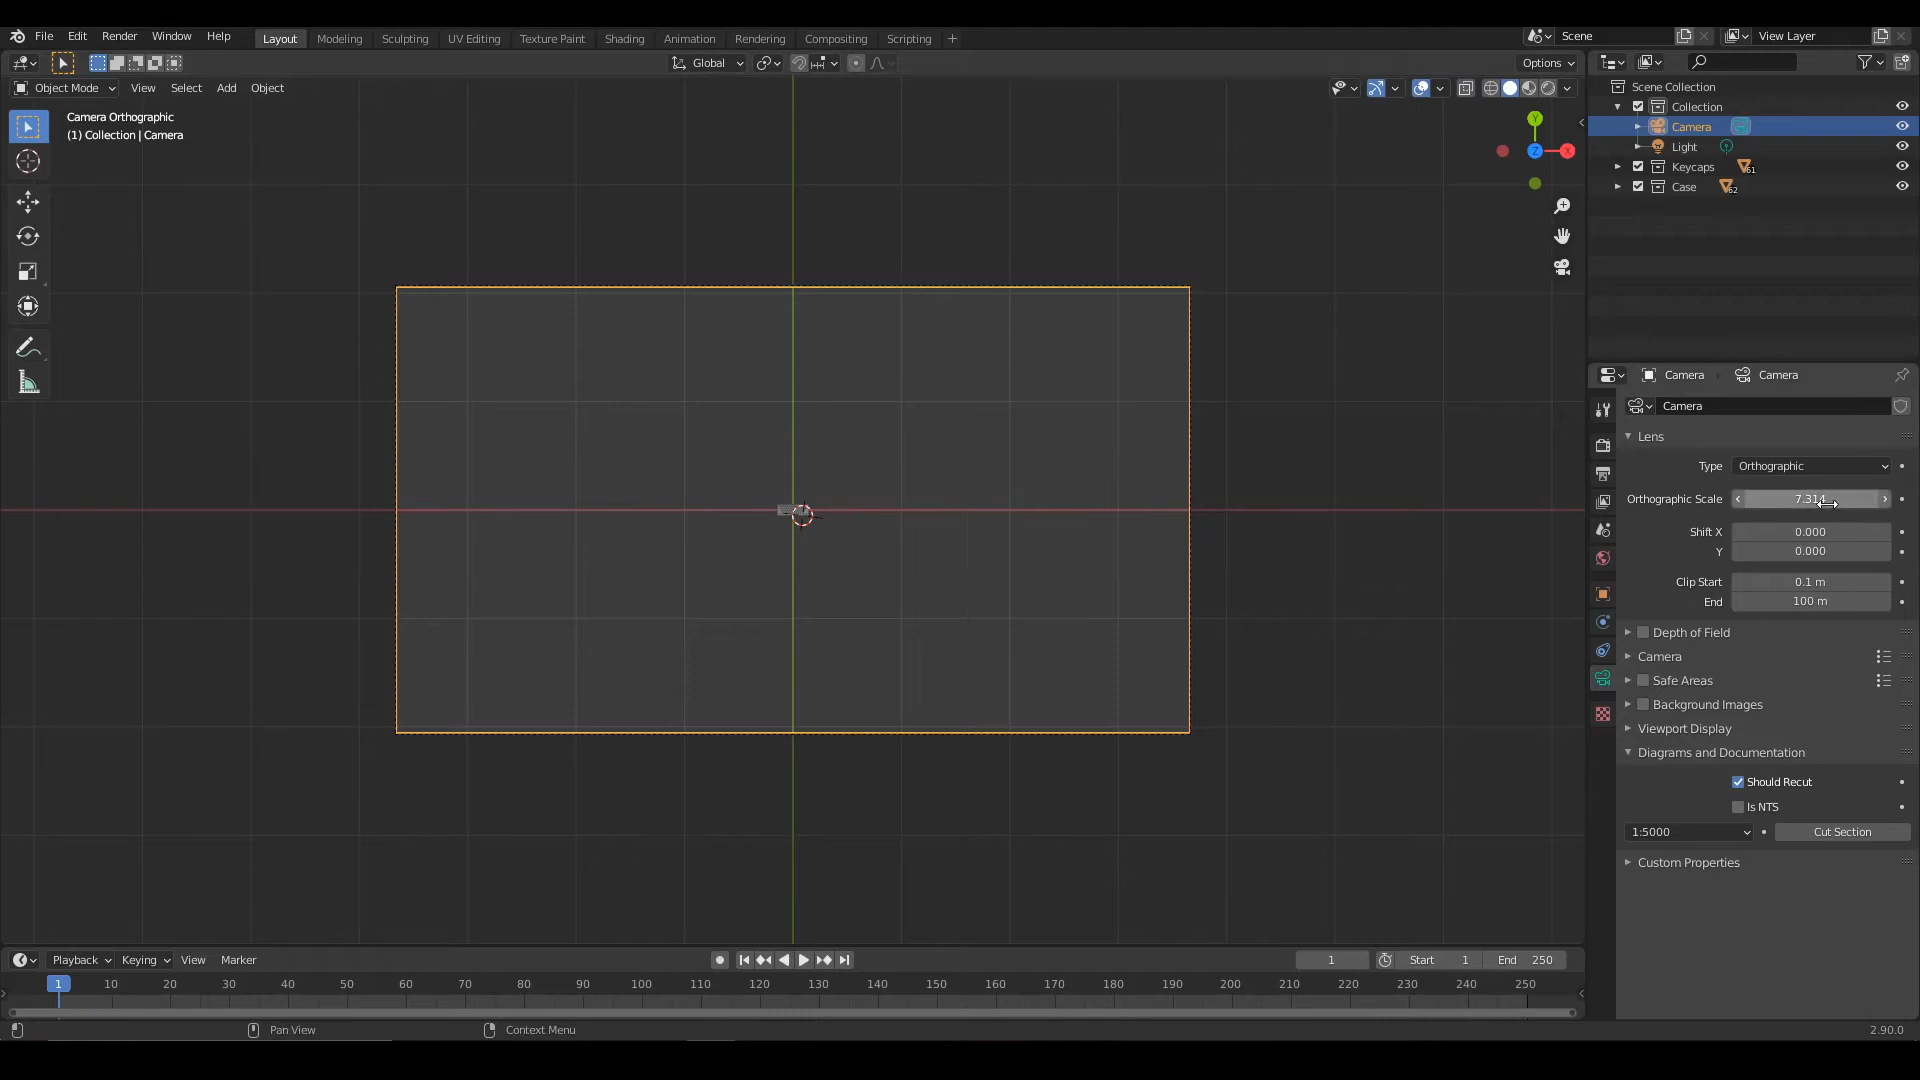 File Edit Render Window Help Layout Modeling Sculpting UV Editing Texture Paint Shading Animation Rendering Compositing Scripting + Scene View Layer
Global Options
Object Mode View Select Add Object
Camera Orthographic
(1) Collection | Camera
Y
Z X
Scene Collection
Collection
Camera
Light
Keycaps 61
Case 62
Camera Camera
Camera
Lens
Type Orthographic
Orthographic Scale 7.314
Shift X 0.000
Y 0.000
Clip Start 0.1 m
End 100 m
Depth of Field
Camera
Safe Areas
Background Images
Viewport Display
Diagrams and Documentation
Should Recut
Is NTS
1:5000 Cut Section
Custom Properties
Playback Keying View Marker 1 Start 1 End 250
1 10 20 30 40 50 60 70 80 90 100 110 120 130 140 150 160 170 180 190 200 210 220 230 240 250
Pan View Context Menu 2.90.0